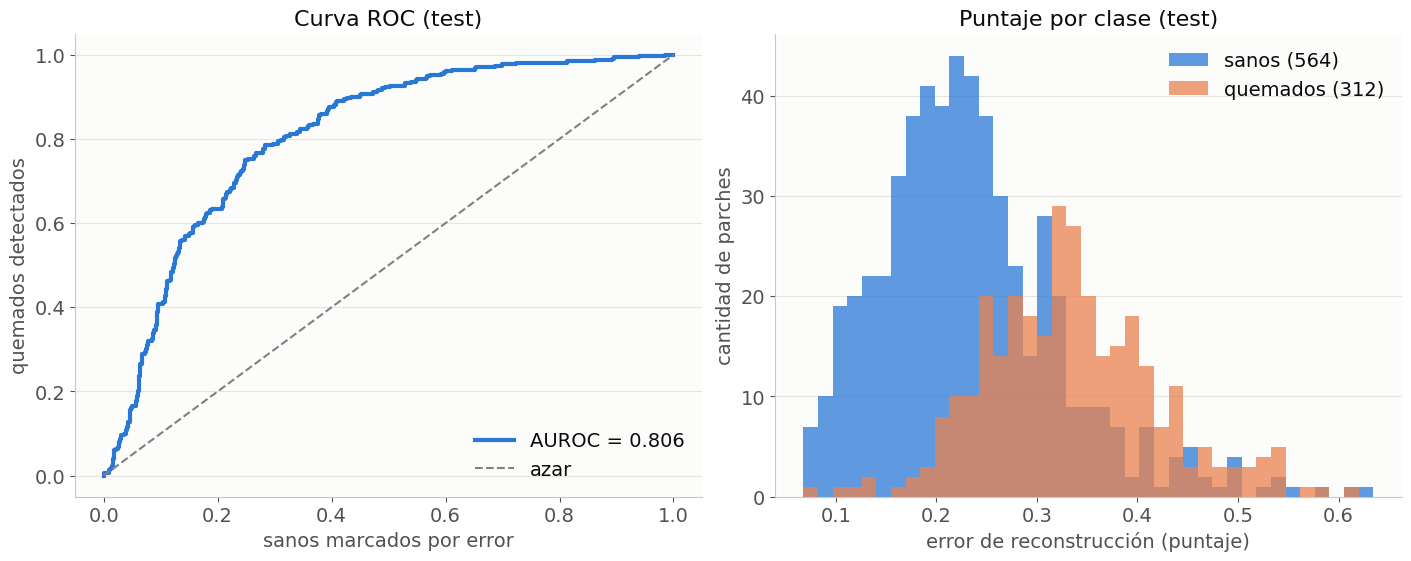 Curva ROC (test)
quemados detectados
1.0
0.8
0.6
0.4
0.2
0.0
AUROC = 0.806
azar
0.0 0.2 0.4 0.6 0.8 1.0
sanos marcados por error
Puntaje por clase (test)
cantidad de parches
40
30
20
10
0
sanos (564)
quemados (312)
0.1 0.2 0.3 0.4 0.5 0.6
error de reconstrucción (puntaje)